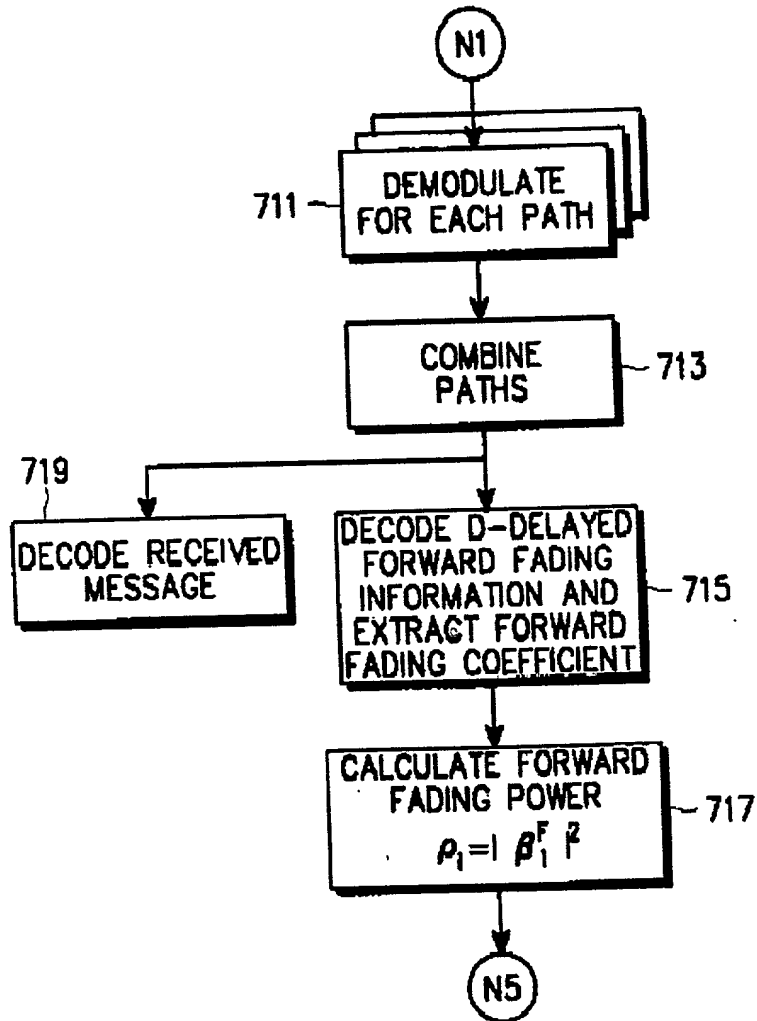 N1
711
DEMODULATE
FOR EACH PATH
COMBINE
PATHS
713
719
DECODE RECEIVED
MESSAGE
DECODE D-DELAYED
FORWARD FADING
INFORMATION AND
EXTRACT FORWARD
FADING COEFFICIENT
715
CALCULATE FORWARD
FADING POWER
ρ₁=| β₁ᶠ |²
717
N5